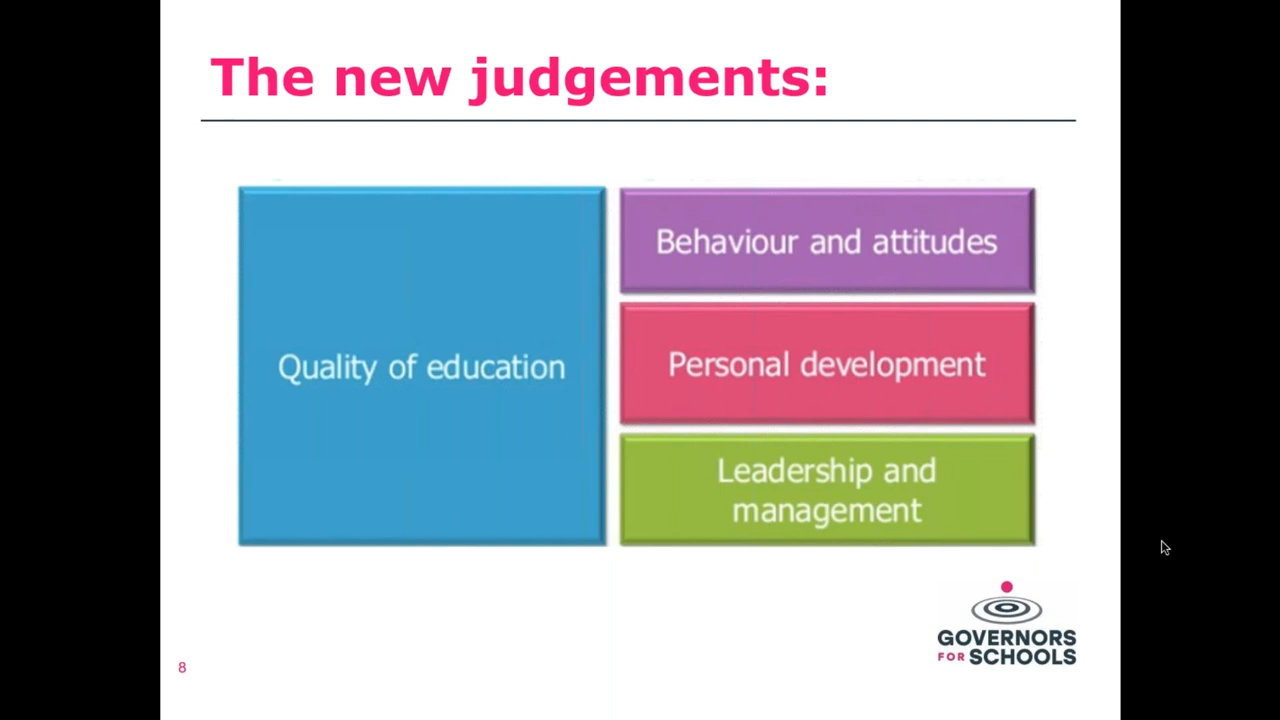 The new judgements:
Quality of education
Behaviour and attitudes
Personal development
Leadership and
management
GOVERNORS
FOR SCHOOLS
8